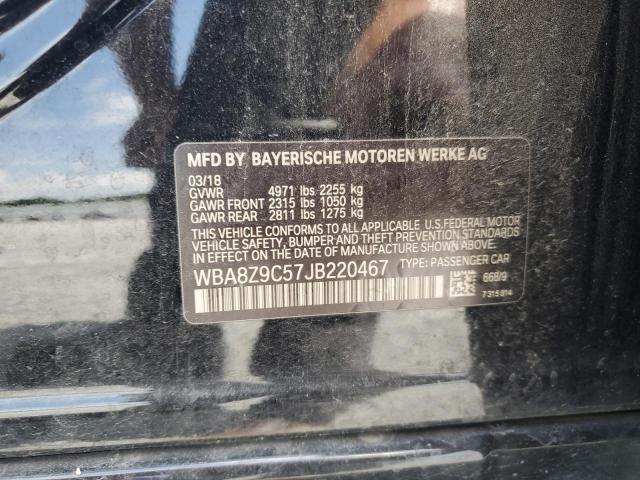 MFD BY BAYERISCHE MOTOREN WERKE AG
03/18
GVWR 4971 lbs 2255 kg
GAWR FRONT 2315 lbs 1050 kg
GAWR REAR 2811 lbs 1275 kg
THIS VEHICLE CONFORMS TO ALL APPLICABLE U.S.FEDERAL MOTOR
VEHICLE SAFETY, BUMPER AND THEFT PREVENTION STANDARDS
IN EFFECT ON THE DATE OF MANUFACTURE SHOWN ABOVE.
WBA8Z9C57JB220467 TYPE: PASSENGER CAR
668/9
7315814